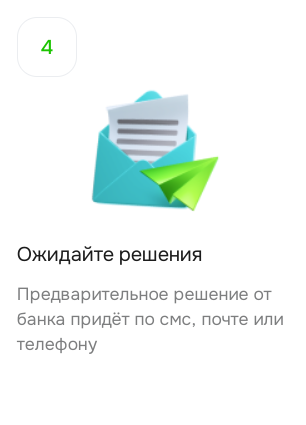 4
Ожидайте решения
Предварительное решение от
банка придёт по смс, почте или
телефону